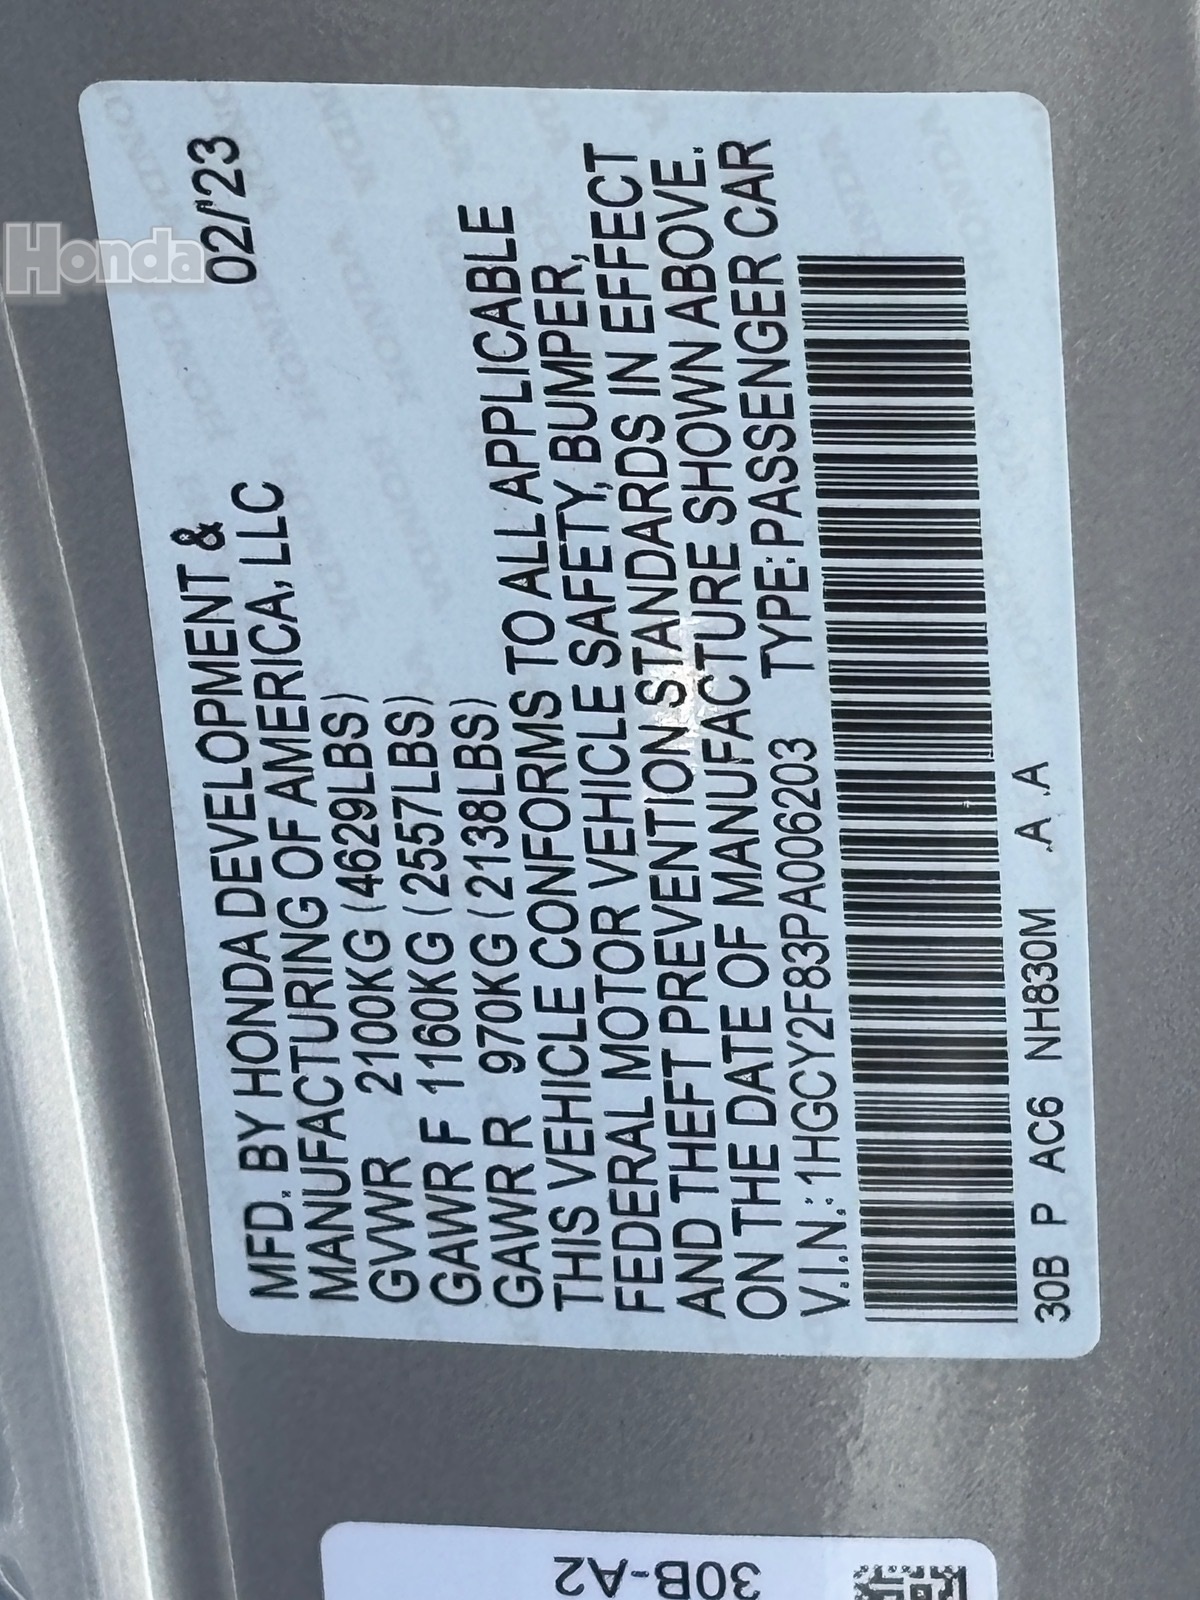 Honda
MFD. BY HONDA DEVELOPMENT & 02/'23
MANUFACTURING OF AMERICA, LLC
GVWR 2100KG (4629LBS)
GAWR F 1160KG (2557LBS)
GAWR R 970KG (2138LBS)
THIS VEHICLE CONFORMS TO ALL APPLICABLE
FEDERAL MOTOR VEHICLE SAFETY, BUMPER,
AND THEFT PREVENTION STANDARDS IN EFFECT
ON THE DATE OF MANUFACTURE SHOWN ABOVE.
V.I.N.: 1HGCY2F83PA006203 TYPE: PASSENGER CAR
30B P AC6 NH830M .A .A
30B-A2